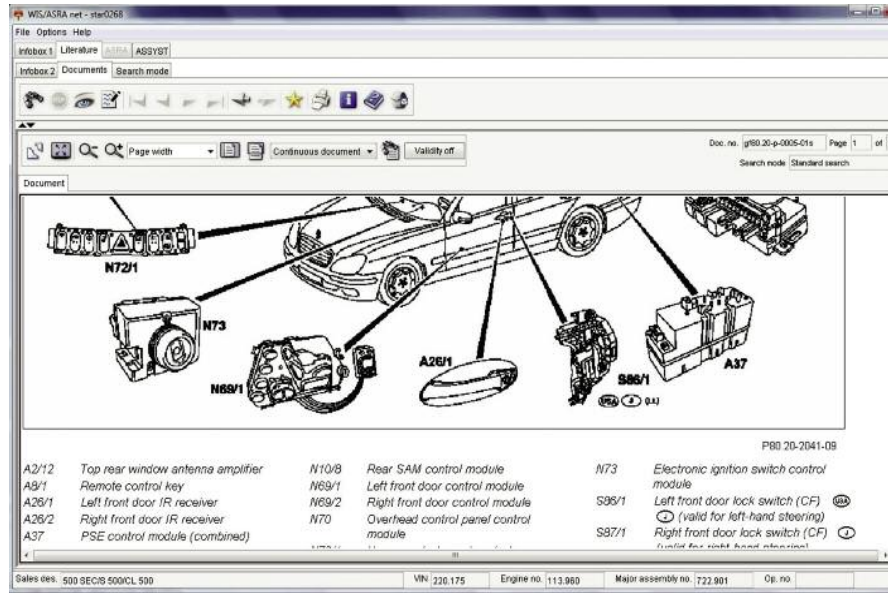 WIS/ASRA net - star0268
File Options Help
Infobox 1 Literature ASRA ASSYST
Infobox 2 Documents Search mode
Page width Continuous document Validity off
Doc. no. gf80.20-p-0005-01s Page 1 of
Search mode Standard search
Document
N72/1
N73
N69/1
A26/1
S86/1
USA J (LL)
A37
P80.20-2041-09
A2/12 Top rear window antenna amplifier
A8/1 Remote control key
A26/1 Left front door IR receiver
A26/2 Right front door IR receiver
A37 PSE control module (combined)
N10/8 Rear SAM control module
N69/1 Left front door control module
N69/2 Right front door control module
N70 Overhead control panel control
module
N73 Electronic ignition switch control
module
S86/1 Left front door lock switch (CF) USA
J (valid for left-hand steering)
S87/1 Right front door lock switch (CF) J
(valid for right-hand steering)
Sales des. 500 SEC/S 500/CL 500 VIN 220.175 Engine no. 113.960 Major assembly no. 722.901 Op. no.